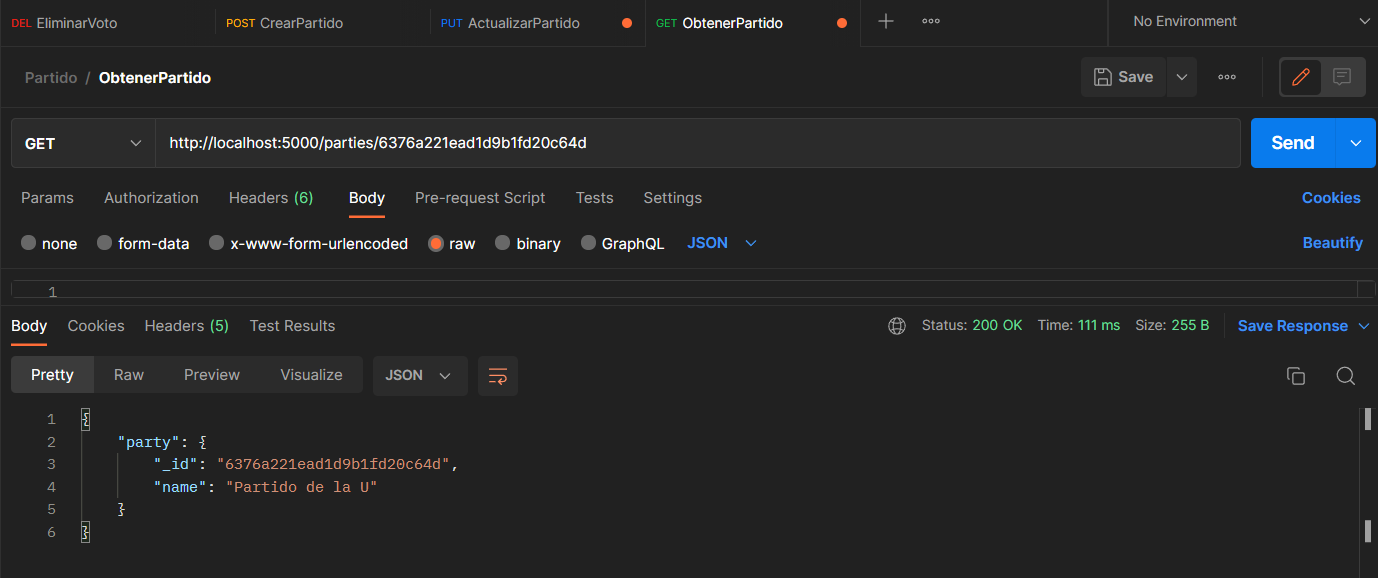 DEL EliminarVoto POST CrearPartido PUT ActualizarPartido GET ObtenerPartido No Environment
Partido / ObtenerPartido Save
GET http://localhost:5000/parties/6376a221ead1d9b1fd20c64d Send
Params Authorization Headers (6) Body Pre-request Script Tests Settings Cookies
none form-data x-www-form-urlencoded raw binary GraphQL JSON Beautify
1
Body Cookies Headers (5) Test Results Status: 200 OK Time: 111 ms Size: 255 B Save Response
Pretty Raw Preview Visualize JSON
1 {
2 "party": {
3 "_id": "6376a221ead1d9b1fd20c64d",
4 "name": "Partido de la U"
5 }
6 }